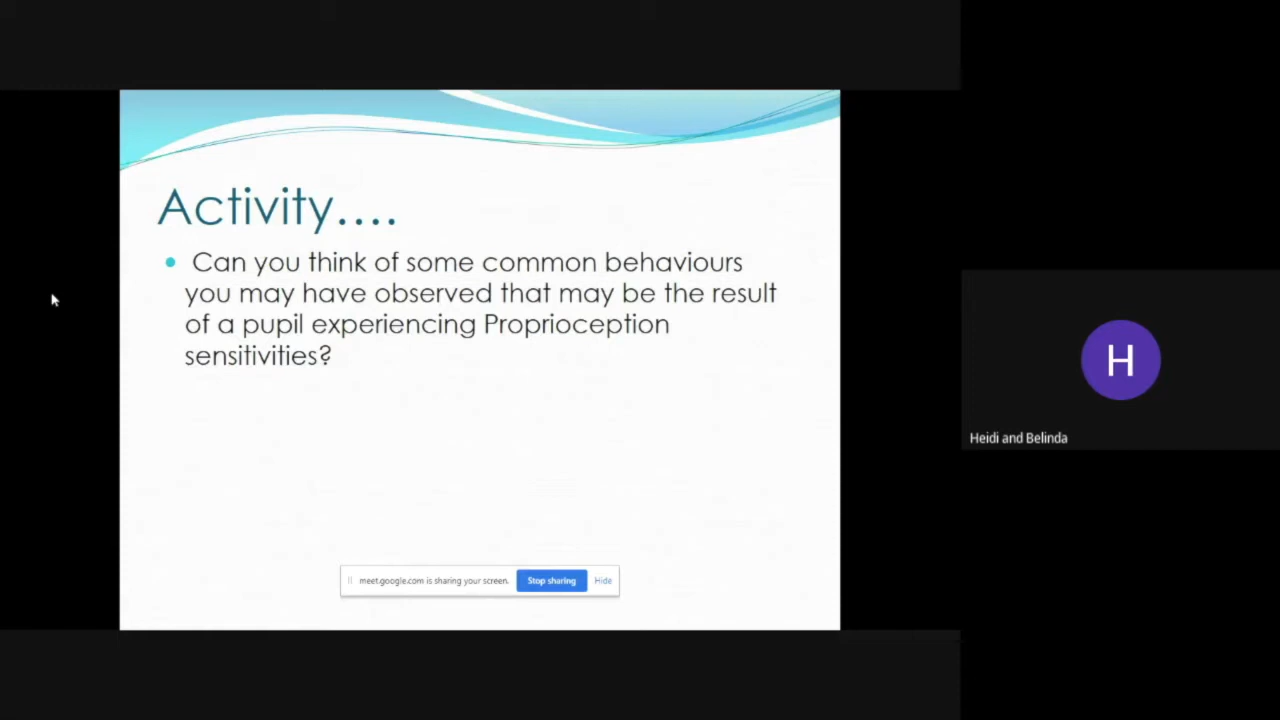 Activity....
Can you think of some common behaviours
you may have observed that may be the result
of a pupil experiencing Proprioception
sensitivities?
meet.google.com is sharing your screen. Stop sharing Hide
H
Heidi and Belinda